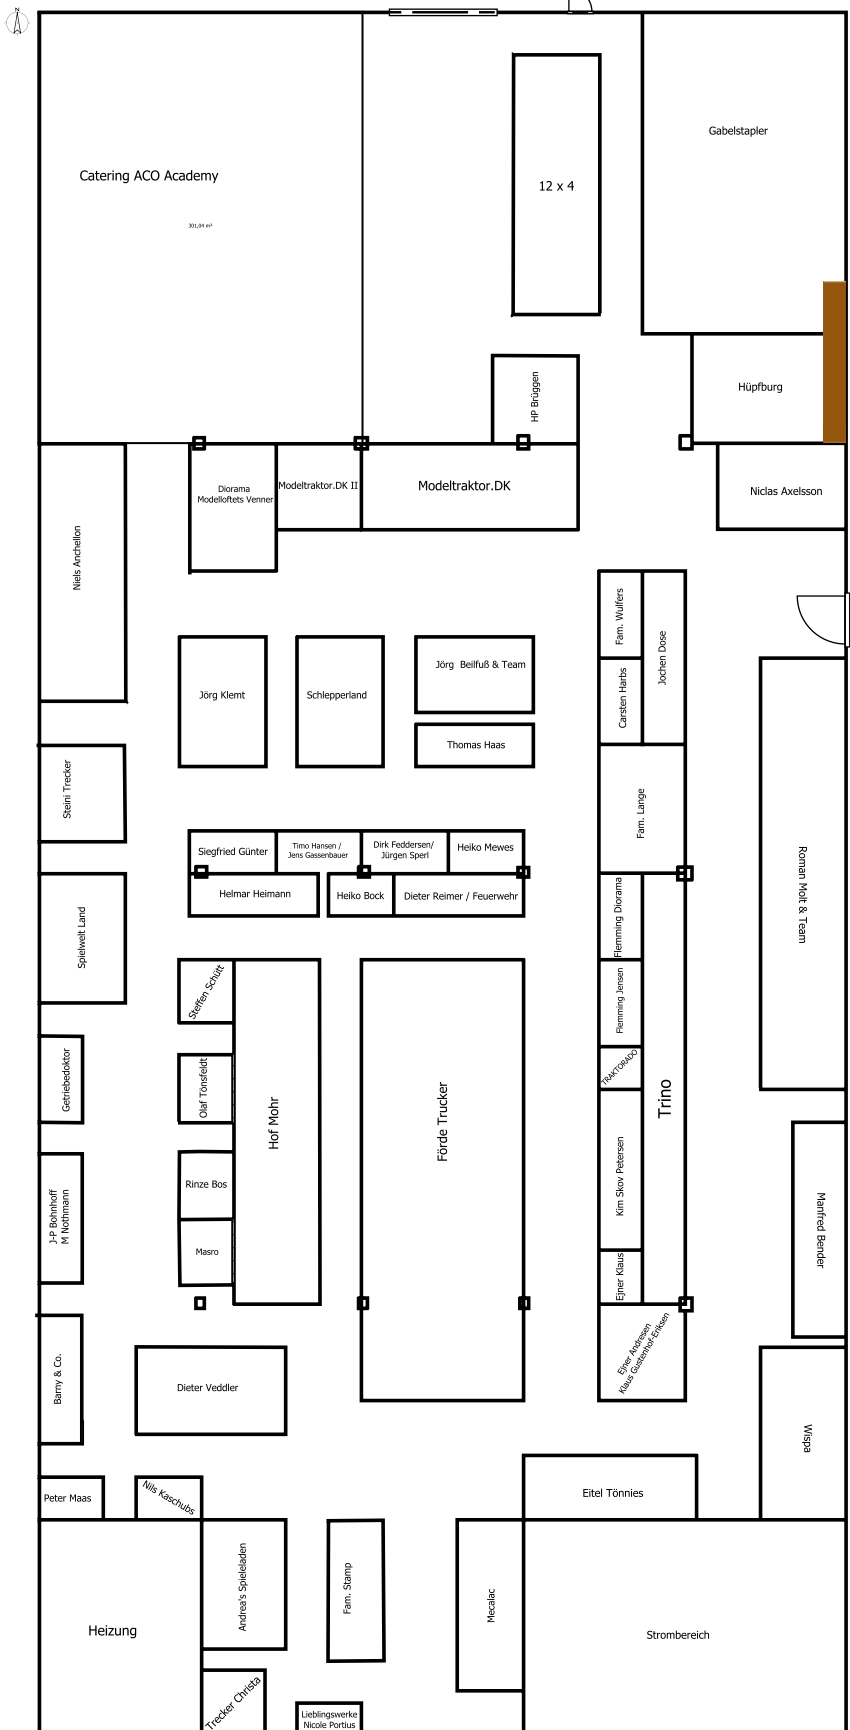 N
Gabelstapler
Catering ACO Academy
12 x 4
301,04 m²
HP Brüggen
Hüpfburg
Diorama
Modelloftets Venner
Modeltraktor.DK II
Modeltraktor.DK
Niclas Axelsson
Niels Anchellon
Fam. Wulfers
Jochen Dose
Carsten Harbs
Jörg Klemt
Schlepperland
Jörg Beilfuß & Team
Thomas Haas
Steini Trecker
Fam. Lange
Siegfried Günter
Timo Hansen /
Jens Gassenbauer
Dirk Feddersen/
Jürgen Sperl
Heiko Mewes
Helmar Heimann
Heiko Bock
Dieter Reimer / Feuerwehr
Roman Molt & Team
Spielwelt Land
Flemming Diorama
Steffen Schütt
Flemming Jensen
Getriebedoktor
Olaf Tönsfeldt
Hof Mohr
Förde Trucker
TRAKTORADO
Trino
Kim Skov Petersen
J-P Bohnhoff
M Nothmann
Rinze Bos
Masro
Manfred Bender
Ejner Klaus
Ejner Andresen
Klaus Gustenhof-Eriksen
Barny & Co.
Dieter Veddler
Wispa
Peter Maas
Nils Kaschubs
Eitel Tönnies
Andrea's Spieleladen
Fam. Stamp
Mecalac
Heizung
Strombereich
Trecker Christa
Lieblingswerke
Nicole Portius